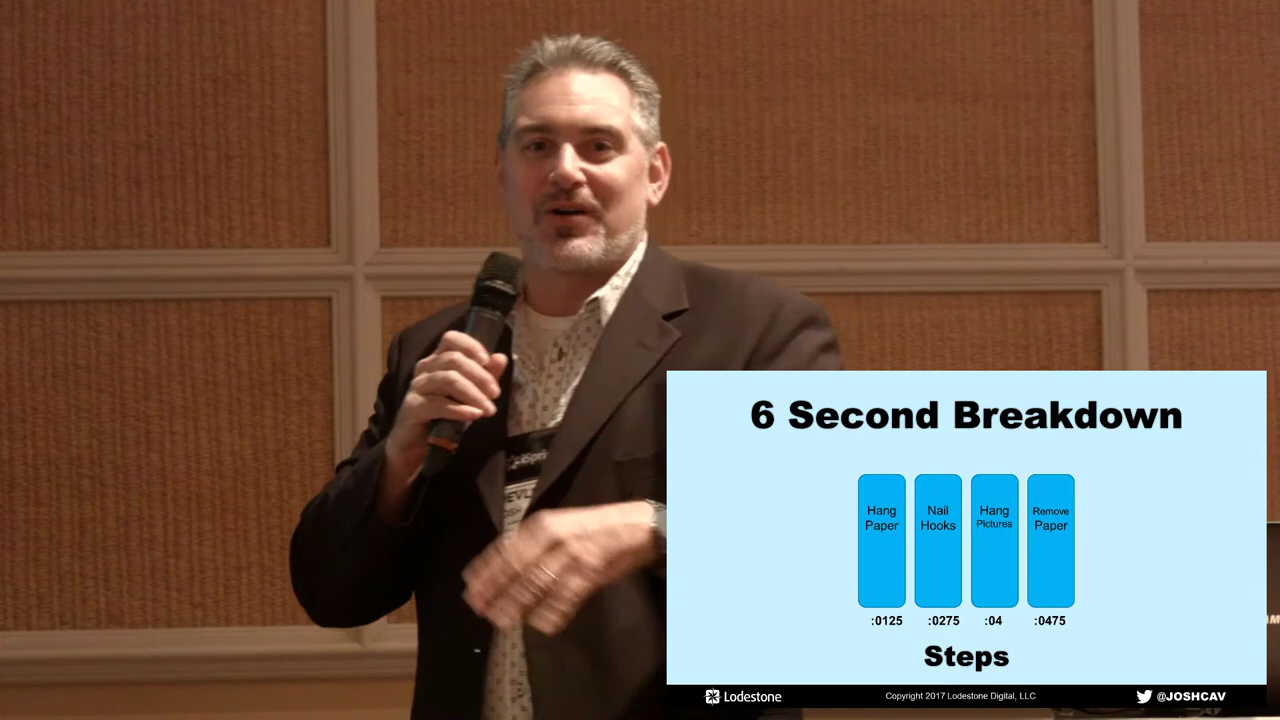 6 Second Breakdown
Hang
Paper
Nail
Hooks
Hang
Pictures
Remove
Paper
:0125
:0275
:04
:0475
Steps
Lodestone
Copyright 2017 Lodestone Digital, LLC
@JOSHCAV